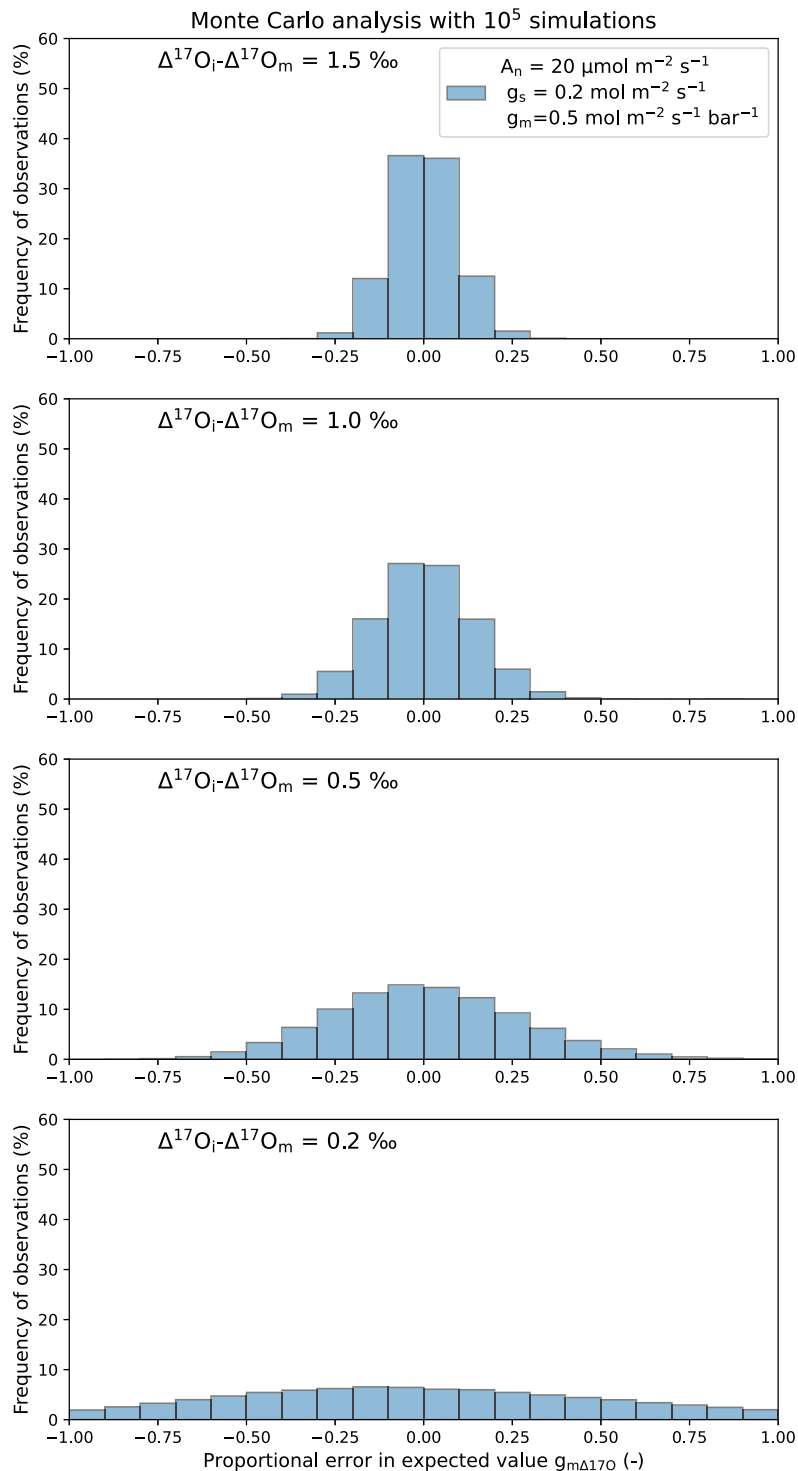 Monte Carlo analysis with 10⁵ simulations
Δ¹⁷Oᵢ-Δ¹⁷Oₘ = 1.5 ‰
Aₙ = 20 μmol m⁻² s⁻¹
gₛ = 0.2 mol m⁻² s⁻¹
gₘ=0.5 mol m⁻² s⁻¹ bar⁻¹
Frequency of observations (%)
60
50
40
30
20
10
0
−1.00 −0.75 −0.50 −0.25 0.00 0.25 0.50 0.75 1.00
Δ¹⁷Oᵢ-Δ¹⁷Oₘ = 1.0 ‰
Frequency of observations (%)
60
50
40
30
20
10
0
−1.00 −0.75 −0.50 −0.25 0.00 0.25 0.50 0.75 1.00
Δ¹⁷Oᵢ-Δ¹⁷Oₘ = 0.5 ‰
Frequency of observations (%)
60
50
40
30
20
10
0
−1.00 −0.75 −0.50 −0.25 0.00 0.25 0.50 0.75 1.00
Δ¹⁷Oᵢ-Δ¹⁷Oₘ = 0.2 ‰
Frequency of observations (%)
60
50
40
30
20
10
0
−1.00 −0.75 −0.50 −0.25 0.00 0.25 0.50 0.75 1.00
Proportional error in expected value gmΔ17O (-)